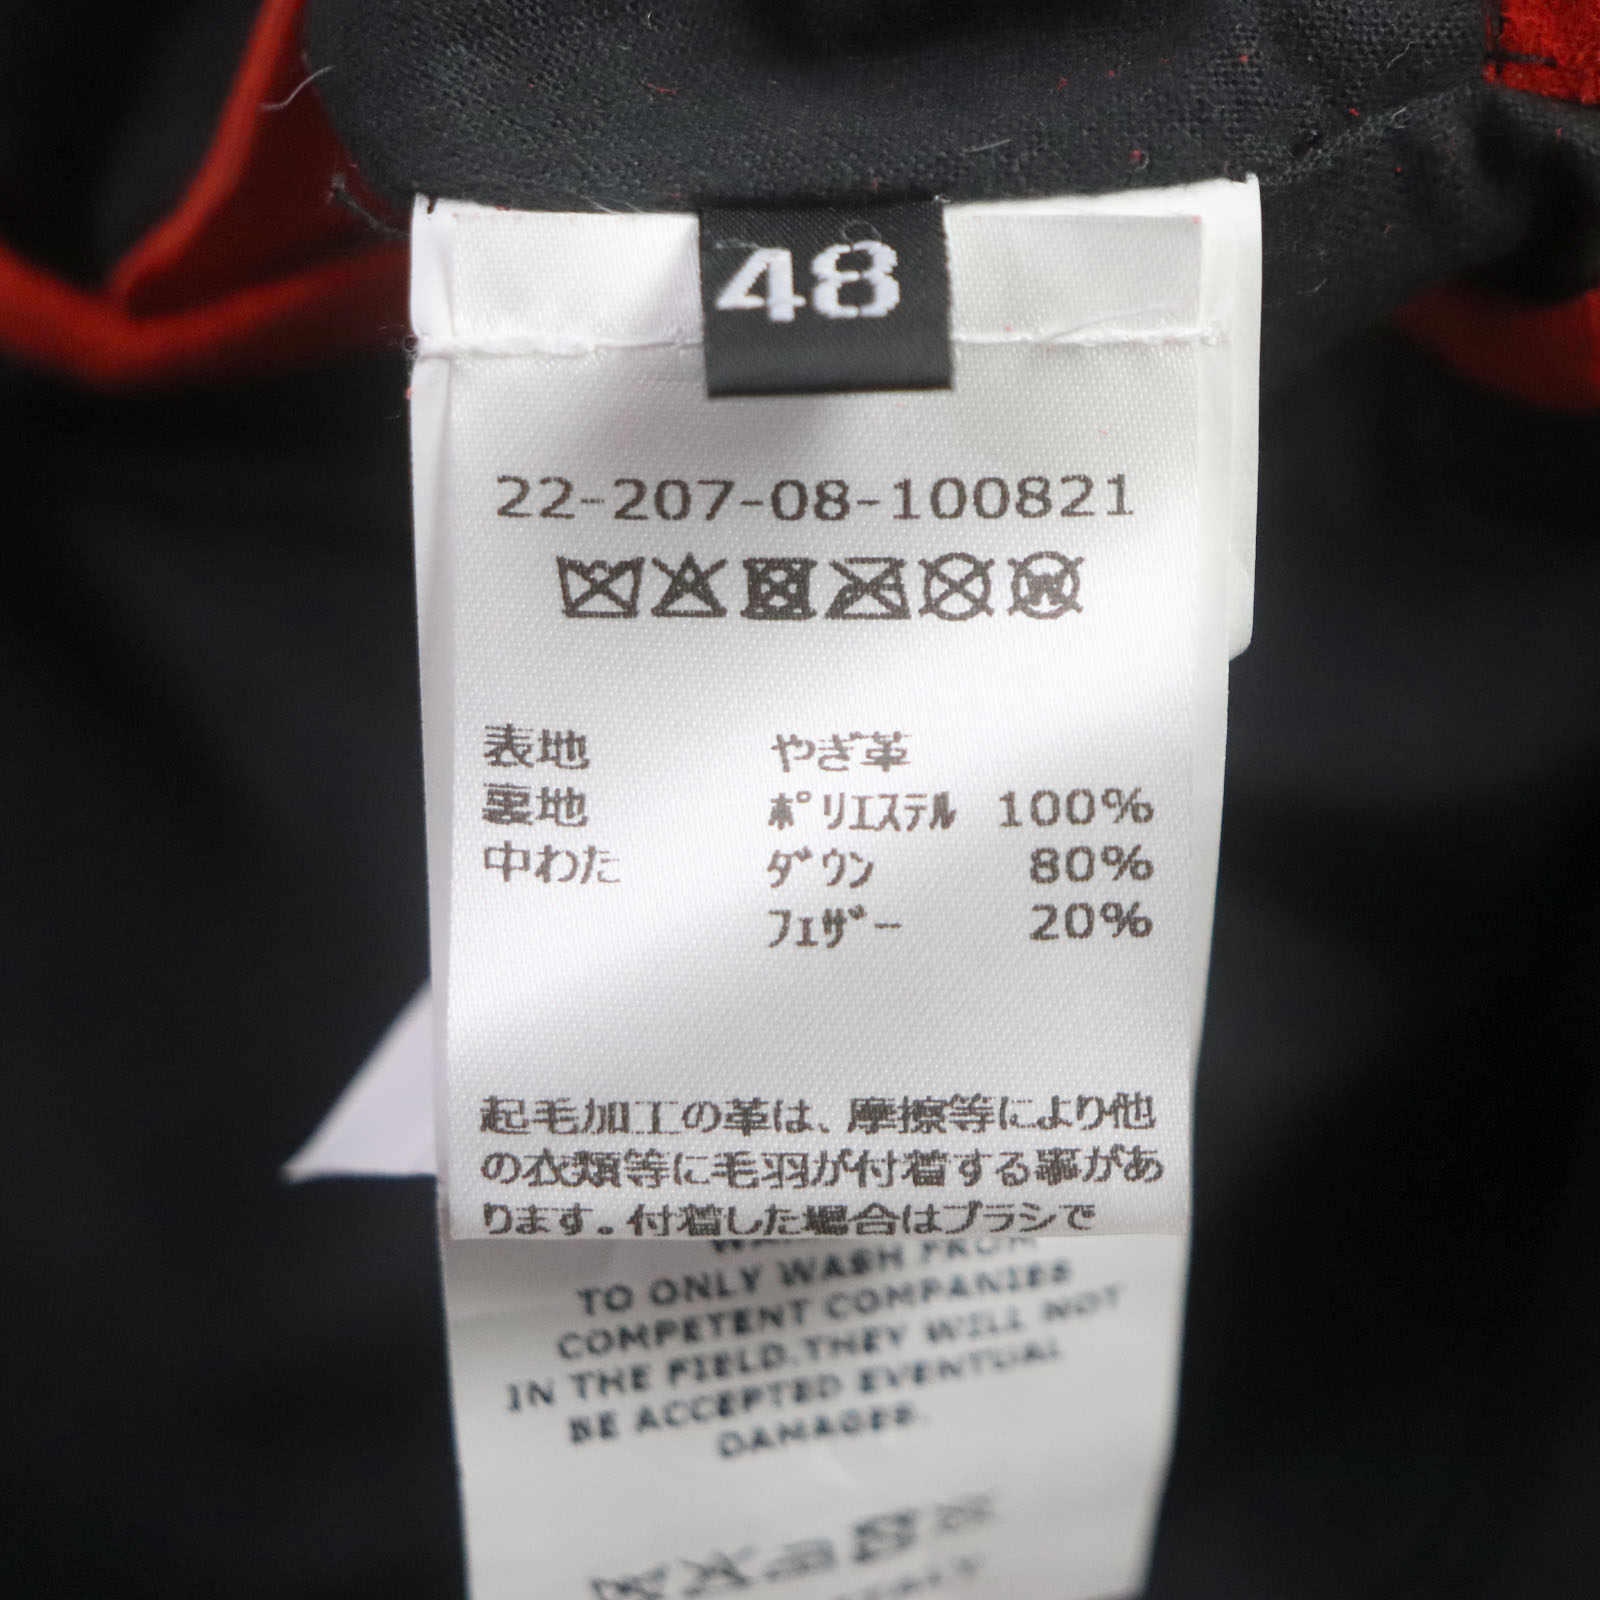 48
22-207-08-100821
W
表地 やぎ革
裏地 ﾎﾟﾘｴｽﾃﾙ 100%
中わた ﾀﾞｳﾝ 80%
ﾌｪｻﾞｰ 20%
起毛加工の革は、摩擦等により他
の衣類等に毛羽が付着する事があ
ります。付着した場合はブラシで
TO ONLY WASH FROM
COMPETENT COMPANIES
IN THE FIELD.THEY WILL NOT
BE ACCEPTED EVENTUAL
DAMAGES.